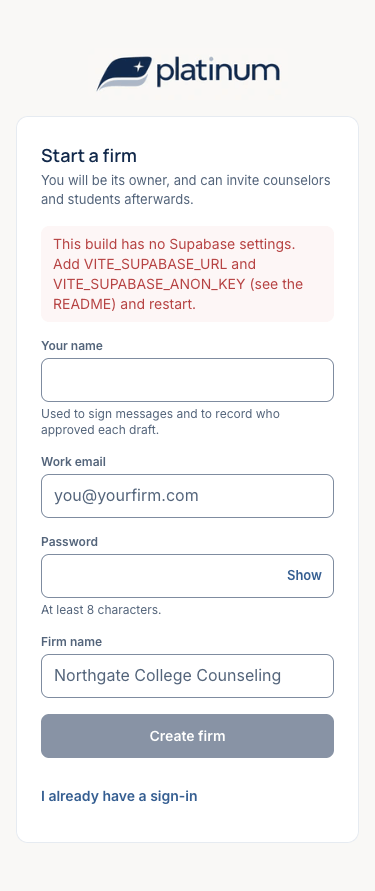 platinum
Start a firm
You will be its owner, and can invite counselors
and students afterwards.
This build has no Supabase settings.
Add VITE_SUPABASE_URL and
VITE_SUPABASE_ANON_KEY (see the
README) and restart.
Your name
Used to sign messages and to record who
approved each draft.
Work email
you@yourfirm.com
Password
Show
At least 8 characters.
Firm name
Northgate College Counseling
Create firm
I already have a sign-in